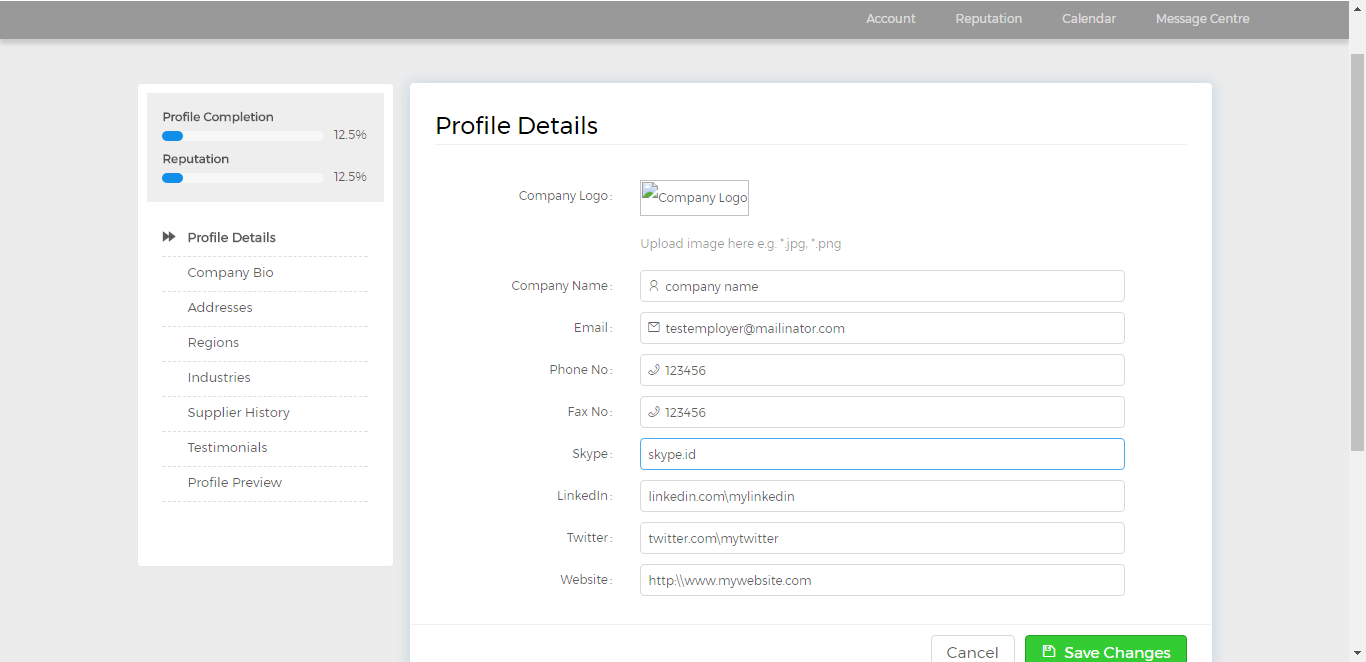 Account Reputation Calendar Message Centre
Profile Completion
12.5%
Reputation
12.5%
Profile Details
Company Bio
Addresses
Regions
Industries
Supplier History
Testimonials
Profile Preview
Profile Details
Company Logo: Company Logo
Upload image here e.g. *.jpg, *.png
Company Name: company name
Email: testemployer@mailinator.com
Phone No: 123456
Fax No: 123456
Skype: skype.id
LinkedIn: linkedin.com\mylinkedin
Twitter: twitter.com\mytwitter
Website: http:\\www.mywebsite.com
Cancel Save Changes